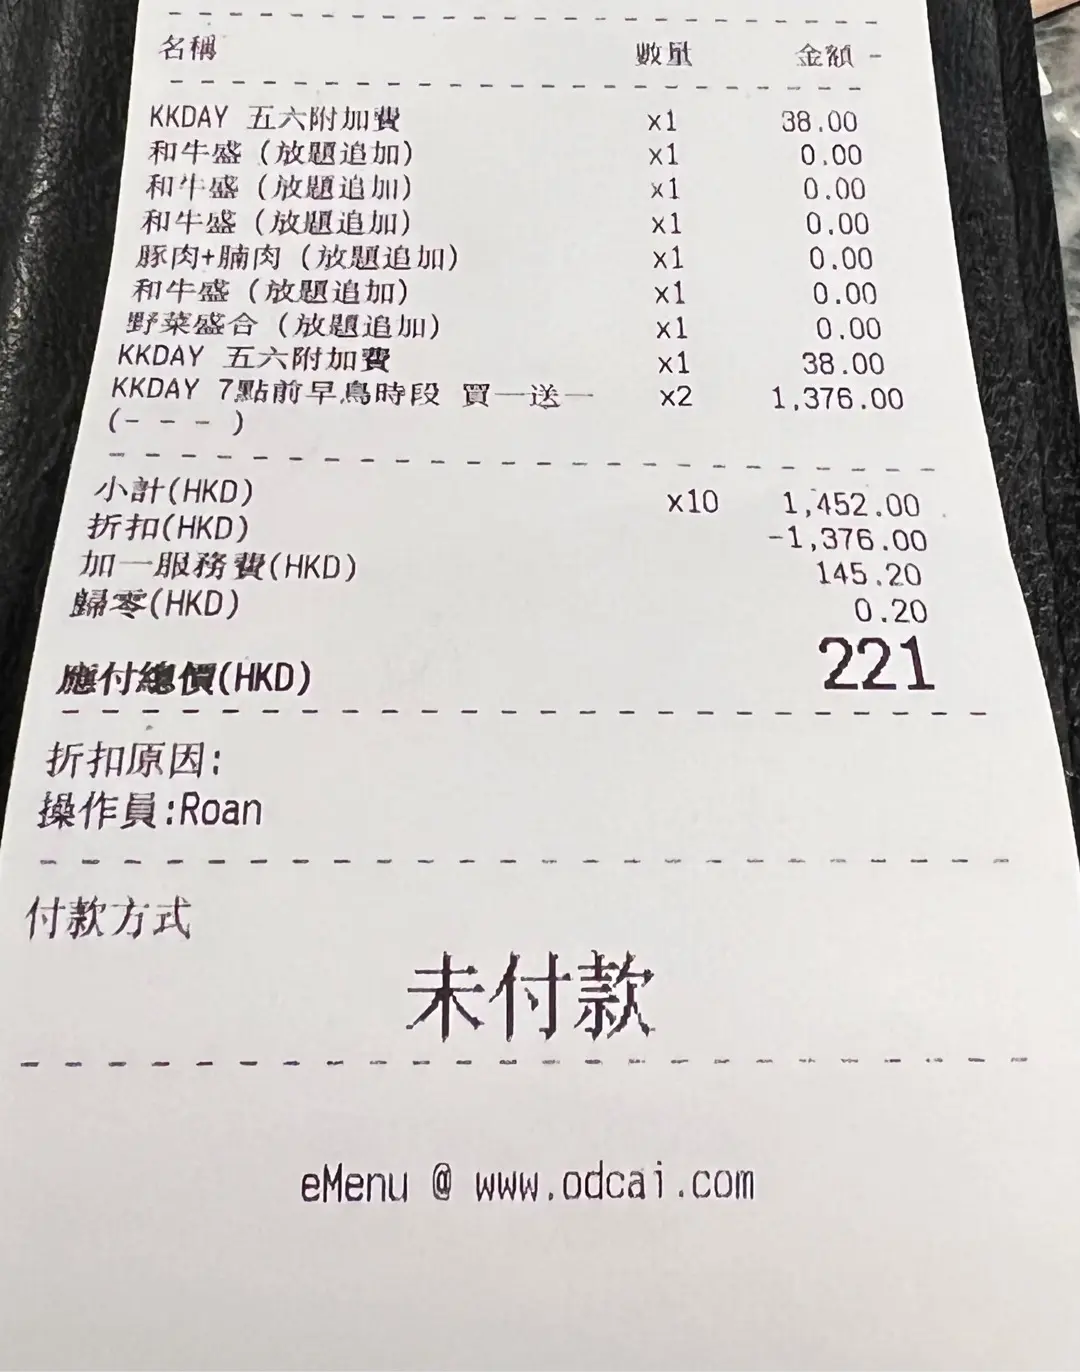 名稱 數量 金額
KKDAY 五六附加費 x1 38.00
和牛盛 (放題追加) x1 0.00
和牛盛 (放題追加) x1 0.00
和牛盛 (放題追加) x1 0.00
豚肉+腩肉 (放題追加) x1 0.00
和牛盛 (放題追加) x1 0.00
野菜盛合 (放題追加) x1 0.00
KKDAY 五六附加費 x1 38.00
KKDAY 7點前早鳥時段 買一送一 x2 1,376.00
(- - - )
小計(HKD) x10 1,452.00
折扣(HKD) -1,376.00
加一服務費(HKD) 145.20
歸零(HKD) 0.20
應付總價(HKD) 221
折扣原因:
操作員:Roan
付款方式
未付款
eMenu @ www.odcai.com